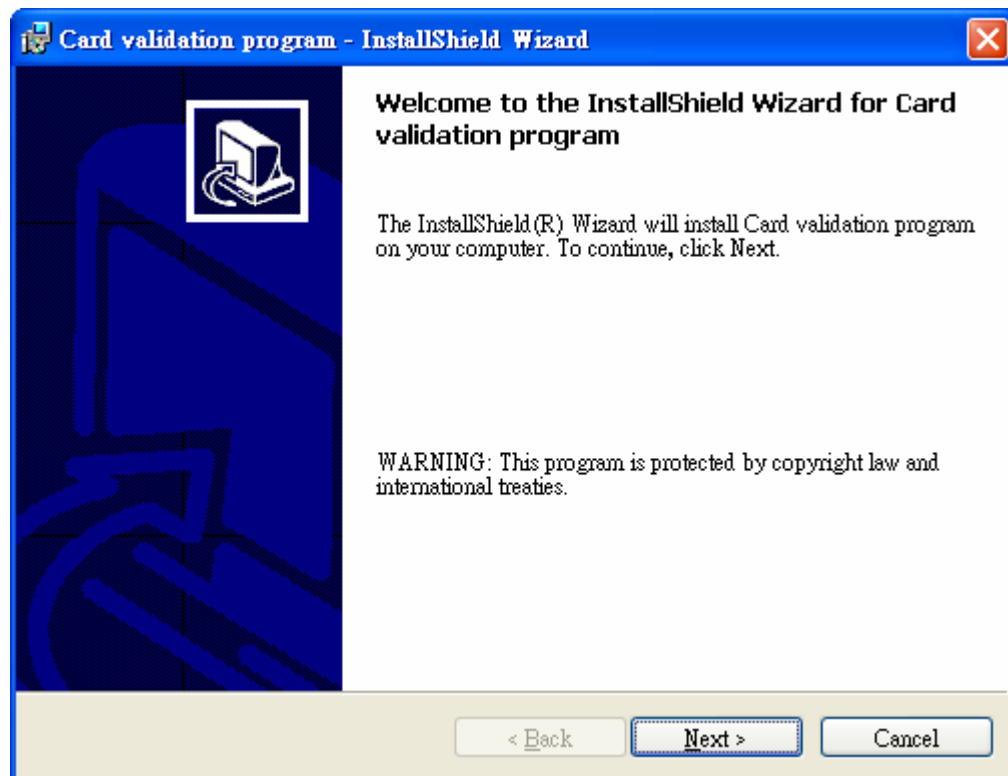 Card validation program - InstallShield Wizard
Welcome to the InstallShield Wizard for Card
validation program
The InstallShield(R) Wizard will install Card validation program
on your computer. To continue, click Next.
WARNING: This program is protected by copyright law and
international treaties.
< Back
Next >
Cancel